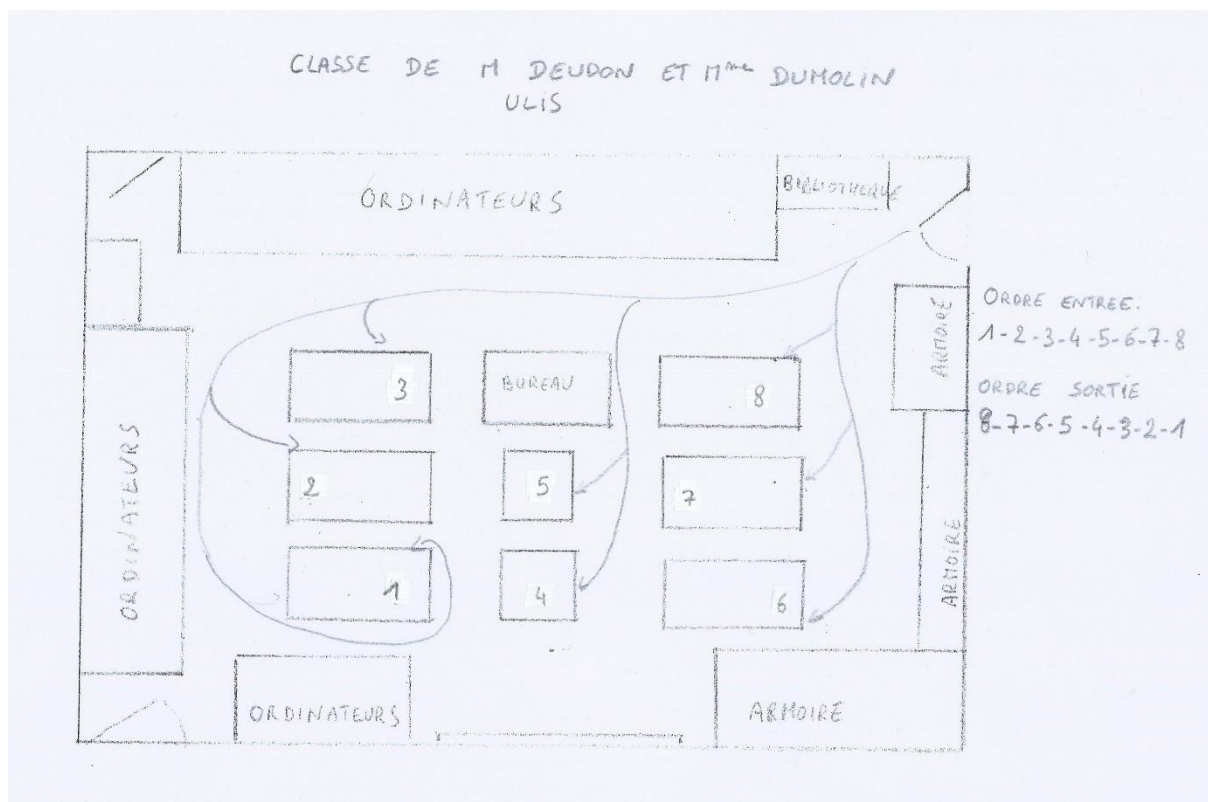 CLASSE DE M DEUDON ET Mme DUMOLIN
ULIS
ORDINATEURS
BIBLIOTHEQUE
ARMOIRE
ORDRE ENTREE:
1-2-3-4-5-6-7-8
ORDRE SORTIE
8-7-6-5-4-3-2-1
3
BUREAU
8
ORDINATEURS
2
5
7
ARMOIRE
1
4
6
ORDINATEURS
ARMOIRE